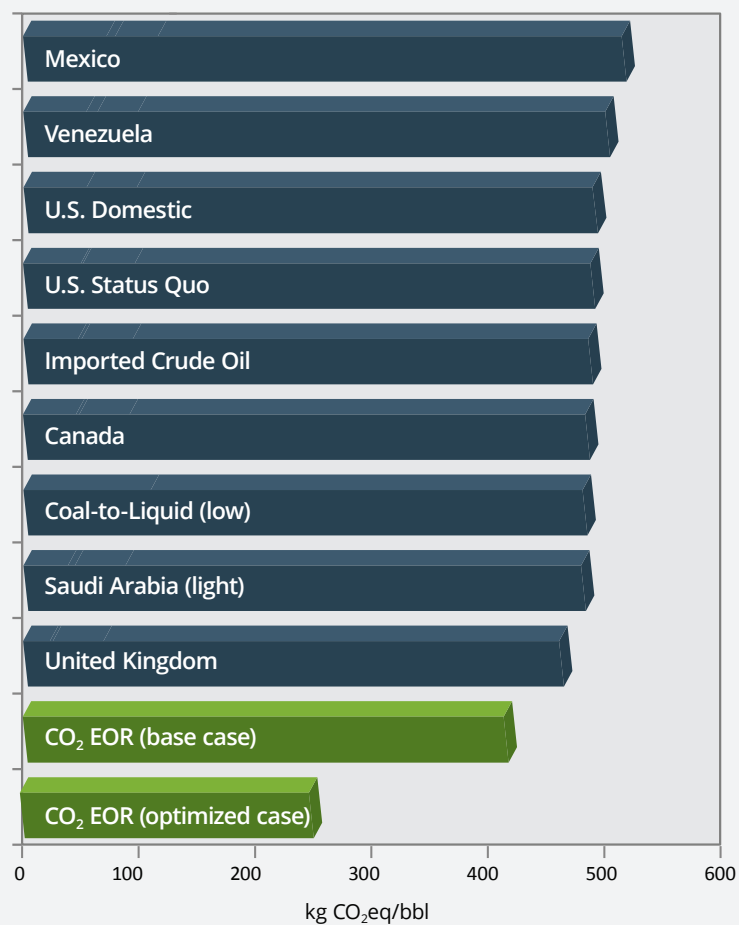 Mexico
Venezuela
U.S. Domestic
U.S. Status Quo
Imported Crude Oil
Canada
Coal-to-Liquid (low)
Saudi Arabia (light)
United Kingdom
CO₂ EOR (base case)
CO₂ EOR (optimized case)
0 100 200 300 400 500 600
kg CO₂eq/bbl